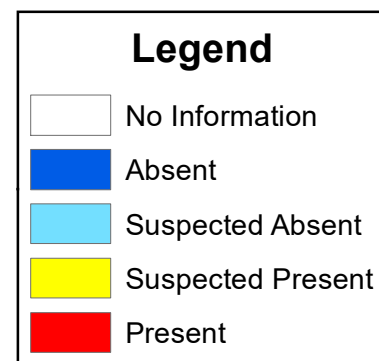 Legend
No Information
Absent
Suspected Absent
Suspected Present
Present